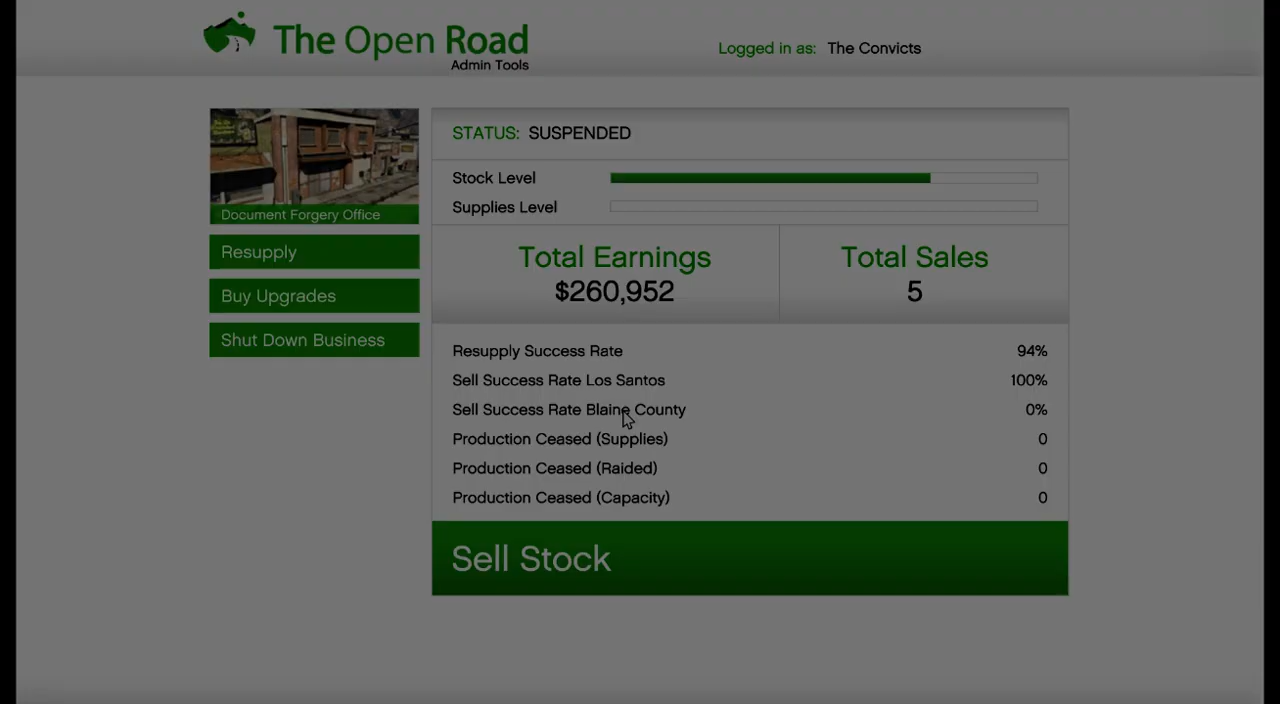 The Open Road
Admin Tools
Logged in as: The Convicts
Document Forgery Office
Resupply
Buy Upgrades
Shut Down Business
STATUS: SUSPENDED
Stock Level
Supplies Level
Total Earnings
$260,952
Total Sales
5
Resupply Success Rate 94%
Sell Success Rate Los Santos 100%
Sell Success Rate Blaine County 0%
Production Ceased (Supplies) 0
Production Ceased (Raided) 0
Production Ceased (Capacity) 0
Sell Stock